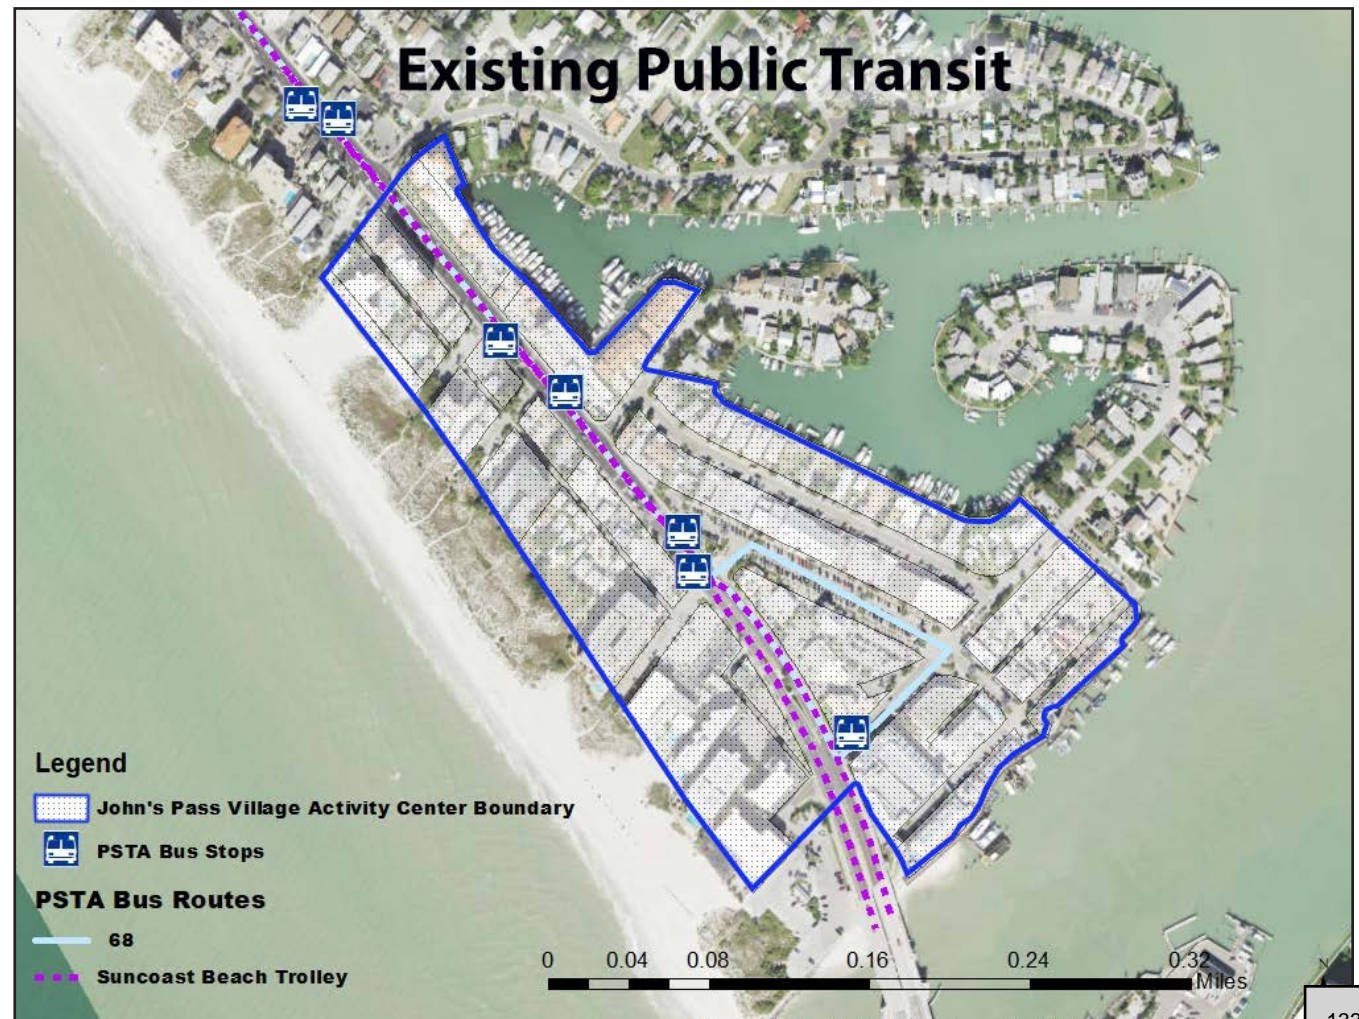 Existing Public Transit
Legend
John's Pass Village Activity Center Boundary
PSTA Bus Stops
PSTA Bus Routes
68
Suncoast Beach Trolley
0 0.04 0.08 0.16 0.24 0.32
Miles
N